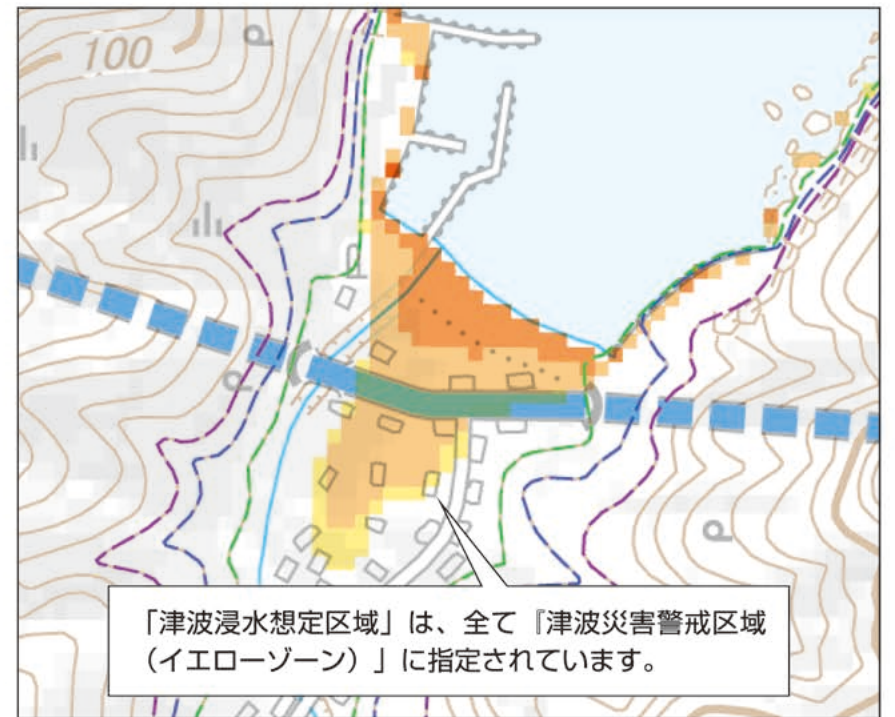 100
「津波浸水想定区域」は、全て『津波災害警戒区域
（イエローゾーン）」に指定されています。